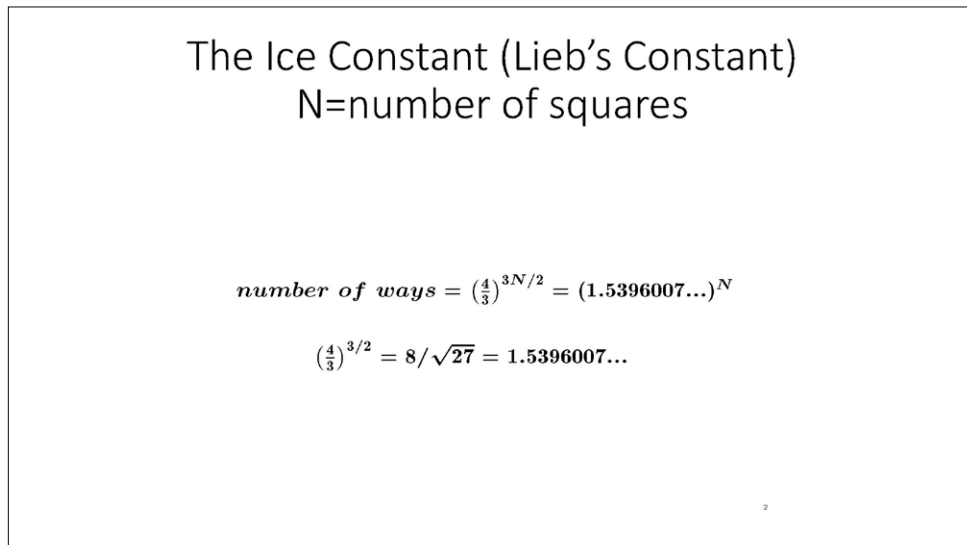 The Ice Constant (Lieb's Constant)
N=number of squares
number of ways = (4/3)^{3N/2} = (1.5396007...)^N
(4/3)^{3/2} = 8/√27 = 1.5396007...
2